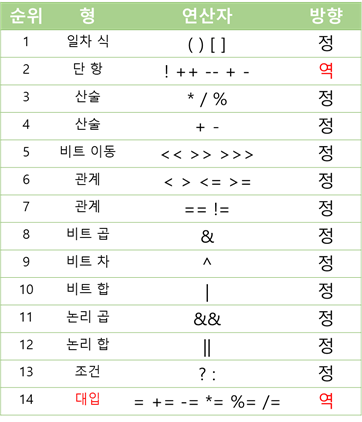 순위 형 연산자 방향
1 일차 식 ( ) [ ] 정
2 단 항 ! ++ -- + - 역
3 산술 * / % 정
4 산술 + - 정
5 비트 이동 << >> >>> 정
6 관계 < > <= >= 정
7 관계 == != 정
8 비트 곱 & 정
9 비트 차 ^ 정
10 비트 합 | 정
11 논리 곱 && 정
12 논리 합 || 정
13 조건 ? : 정
14 대입 = += -= *= %= /= 역